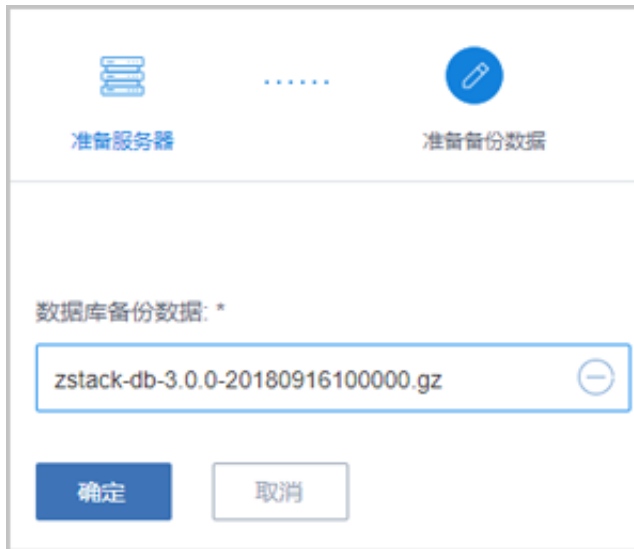 准备服务器
准备备份数据
数据库备份数据: *
zstack-db-3.0.0-20180916100000.gz
确定
取消